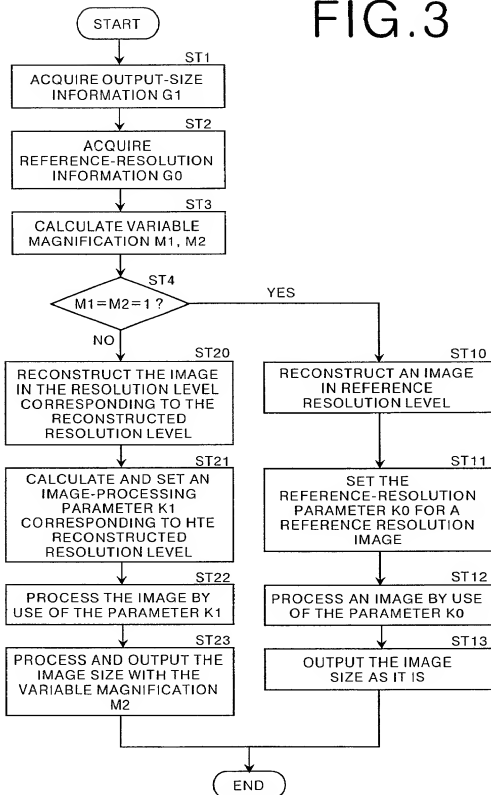 FIG.3
START
ST1
ACQUIRE OUTPUT-SIZE
INFORMATION G1
ST2
ACQUIRE
REFERENCE-RESOLUTION
INFORMATION G0
ST3
CALCULATE VARIABLE
MAGNIFICATION M1, M2
ST4
M1=M2=1 ?
YES
NO
ST20
RECONSTRUCT THE IMAGE
IN THE RESOLUTION LEVEL
CORRESPONDING TO THE
RECONSTRUCTED
RESOLUTION LEVEL
ST21
CALCULATE AND SET AN
IMAGE-PROCESSING
PARAMETER K1
CORRESPONDING TO HTE
RECONSTRUCTED
RESOLUTION LEVEL
ST22
PROCESS THE IMAGE BY
USE OF THE PARAMETER K1
ST23
PROCESS AND OUTPUT THE
IMAGE SIZE WITH THE
VARIABLE MAGNIFICATION
M2
ST10
RECONSTRUCT AN IMAGE
IN REFERENCE
RESOLUTION LEVEL
ST11
SET THE
REFERENCE-RESOLUTION
PARAMETER K0 FOR A
REFERENCE RESOLUTION
IMAGE
ST12
PROCESS AN IMAGE BY USE
OF THE PARAMETER K0
ST13
OUTPUT THE IMAGE
SIZE AS IT IS
END